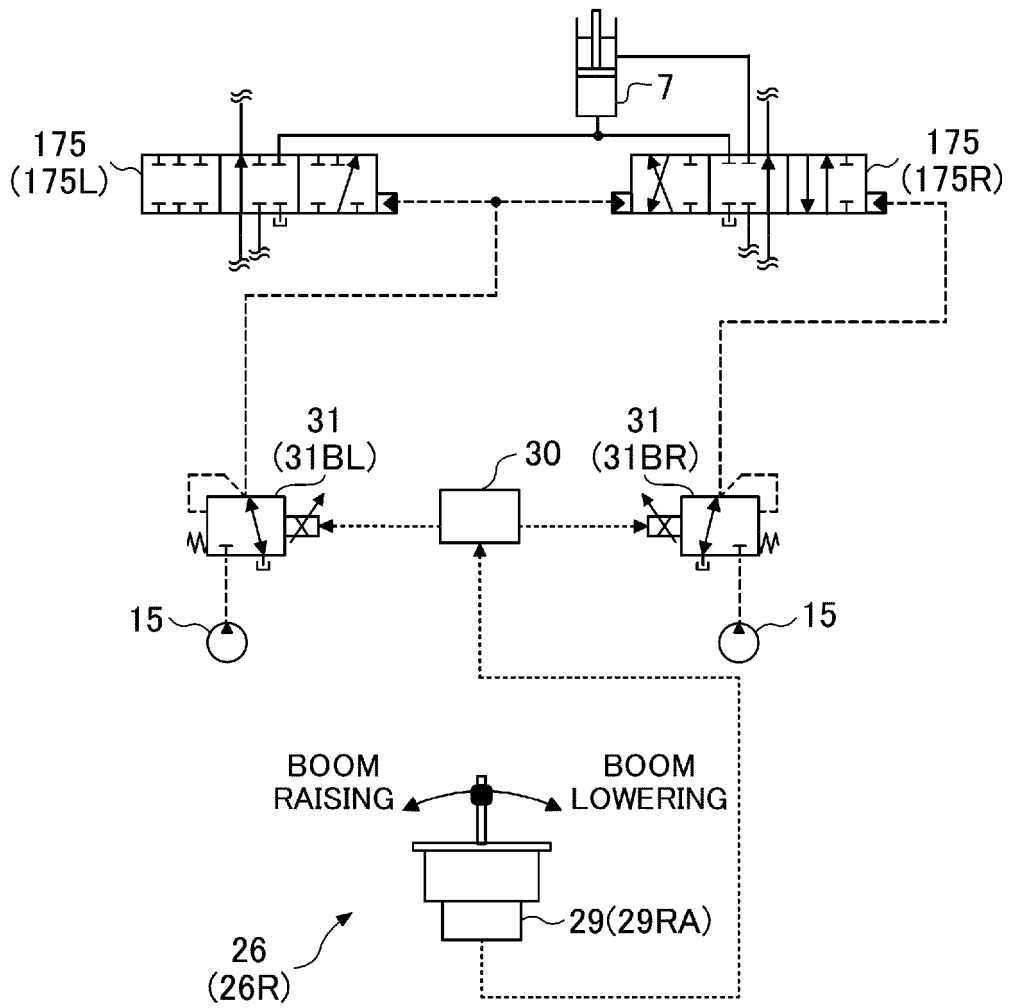 7
175
(175L)
175
(175R)
31
(31BL)
30
31
(31BR)
15
15
BOOM
RAISING
BOOM
LOWERING
29(29RA)
26
(26R)